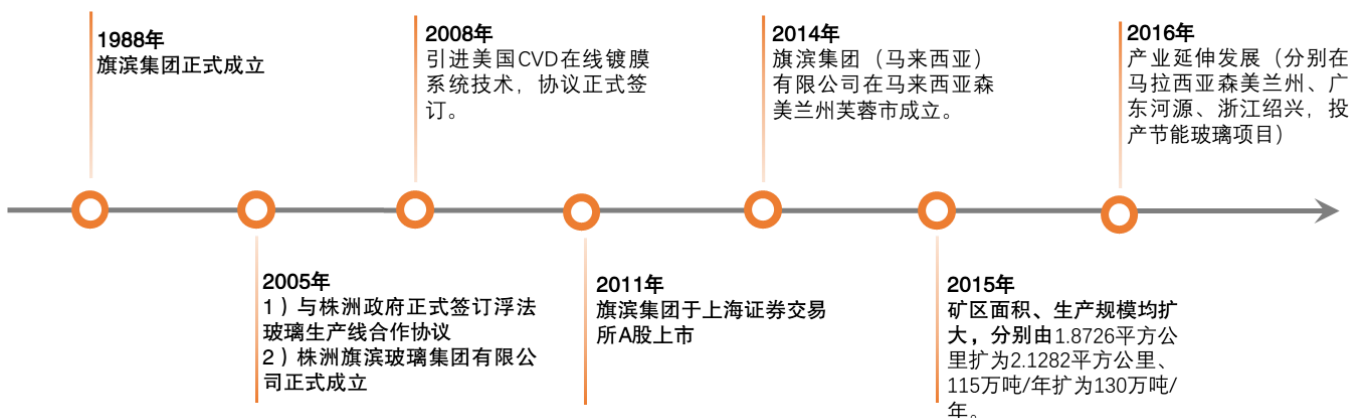 1988年
旗滨集团正式成立
2005年
1）与株洲政府正式签订浮法
玻璃生产线合作协议
2）株洲旗滨玻璃集团有限公
司正式成立
2008年
引进美国CVD在线镀膜
系统技术，协议正式签
订。
2011年
旗滨集团于上海证券交易
所A股上市
2014年
旗滨集团（马来西亚）
有限公司在马来西亚森
美兰州芙蓉市成立。
2015年
矿区面积、生产规模均扩
大，分别由1.8726平方公
里扩为2.1282平方公里、
115万吨/年扩为130万吨/
年。
2016年
产业延伸发展（分别在
马拉西亚森美兰州、广
东河源、浙江绍兴，投
产节能玻璃项目）